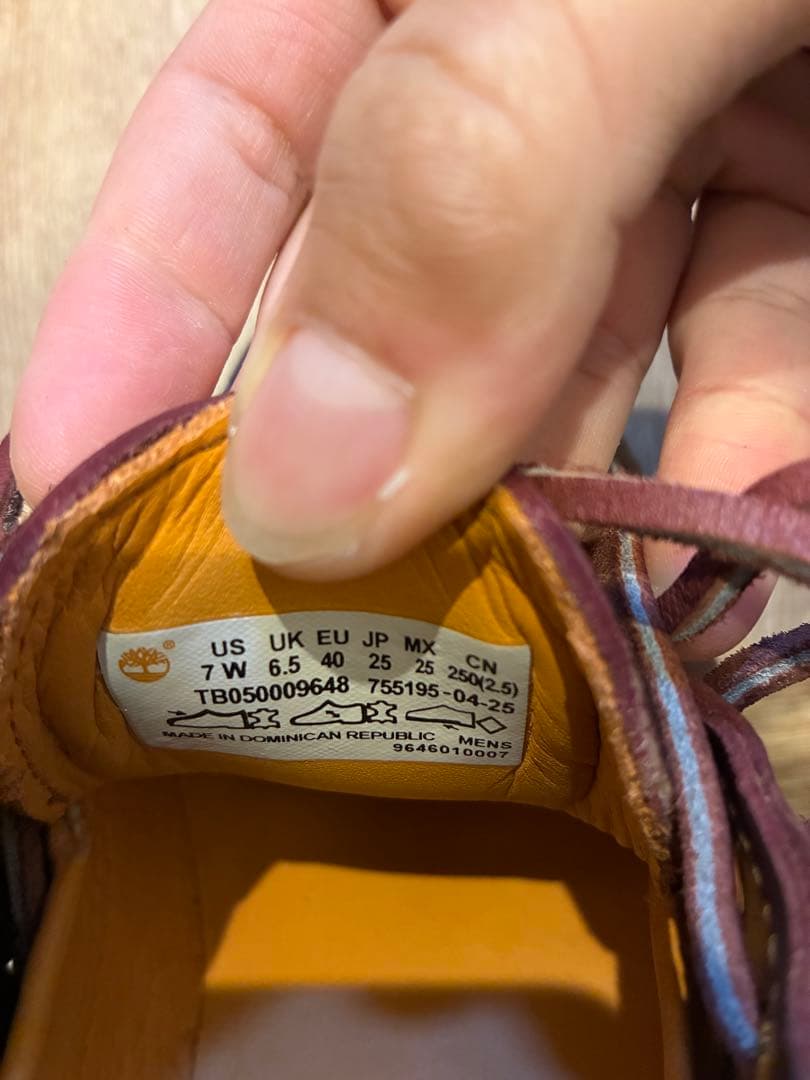 ® US UK EU JP MX CN
7 W 6.5 40 25 25 250(2.5)
TB050009648 755195-04-25
MADE IN DOMINICAN REPUBLIC MENS
9646010007